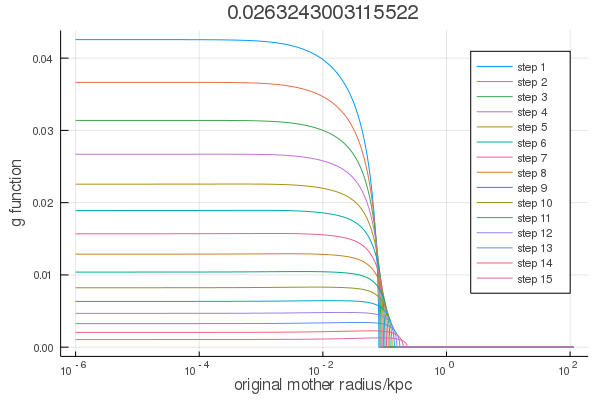 0.0263243003115522
g function
0.04
0.03
0.02
0.01
0.00
step 1
step 2
step 3
step 4
step 5
step 6
step 7
step 8
step 9
step 10
step 11
step 12
step 13
step 14
step 15
10^-6 10^-4 10^-2 10^0 10^2
original mother radius/kpc